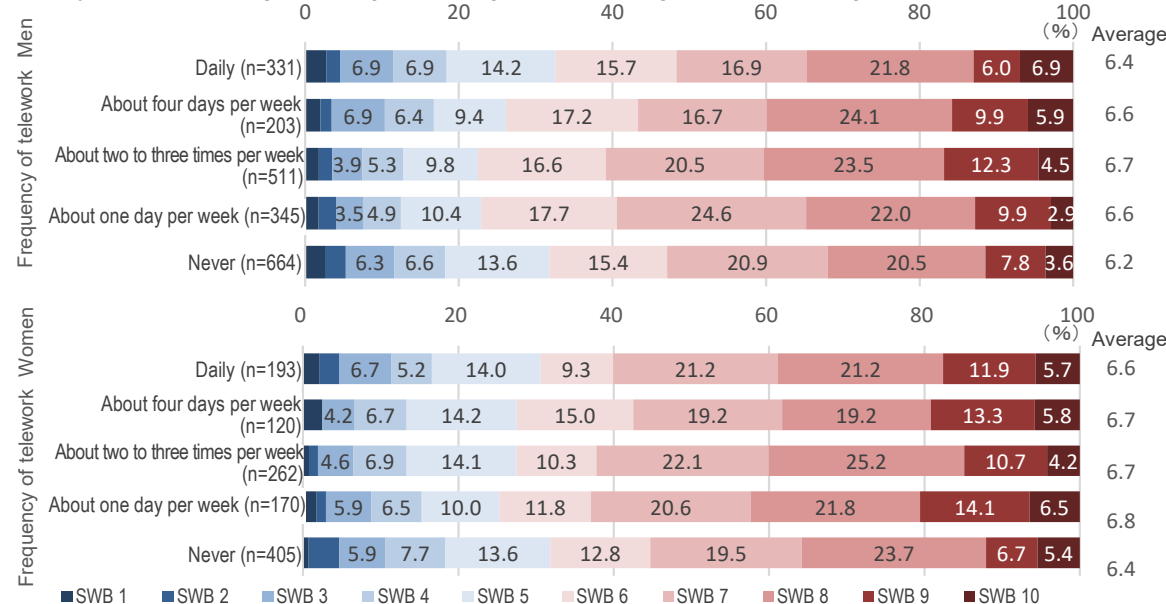 0 20 40 60 80 100
(%) Average
Frequency of telework Men
Daily (n=331) 6.9 6.9 14.2 15.7 16.9 21.8 6.0 6.9 6.4
About four days per week
(n=203) 6.9 6.4 9.4 17.2 16.7 24.1 9.9 5.9 6.6
About two to three times per week
(n=511) 3.9 5.3 9.8 16.6 20.5 23.5 12.3 4.5 6.7
About one day per week (n=345) 3.5 4.9 10.4 17.7 24.6 22.0 9.9 2.9 6.6
Never (n=664) 6.3 6.6 13.6 15.4 20.9 20.5 7.8 3.6 6.2
0 20 40 60 80 100
(%) Average
Frequency of telework Women
Daily (n=193) 6.7 5.2 14.0 9.3 21.2 21.2 11.9 5.7 6.6
About four days per week
(n=120) 4.2 6.7 14.2 15.0 19.2 19.2 13.3 5.8 6.7
About two to three times per week
(n=262) 4.6 6.9 14.1 10.3 22.1 25.2 10.7 4.2 6.7
About one day per week (n=170) 5.9 6.5 10.0 11.8 20.6 21.8 14.1 6.5 6.8
Never (n=405) 5.9 7.7 13.6 12.8 19.5 23.7 6.7 5.4 6.4
SWB 1 SWB 2 SWB 3 SWB 4 SWB 5 SWB 6 SWB 7 SWB 8 SWB 9 SWB 10